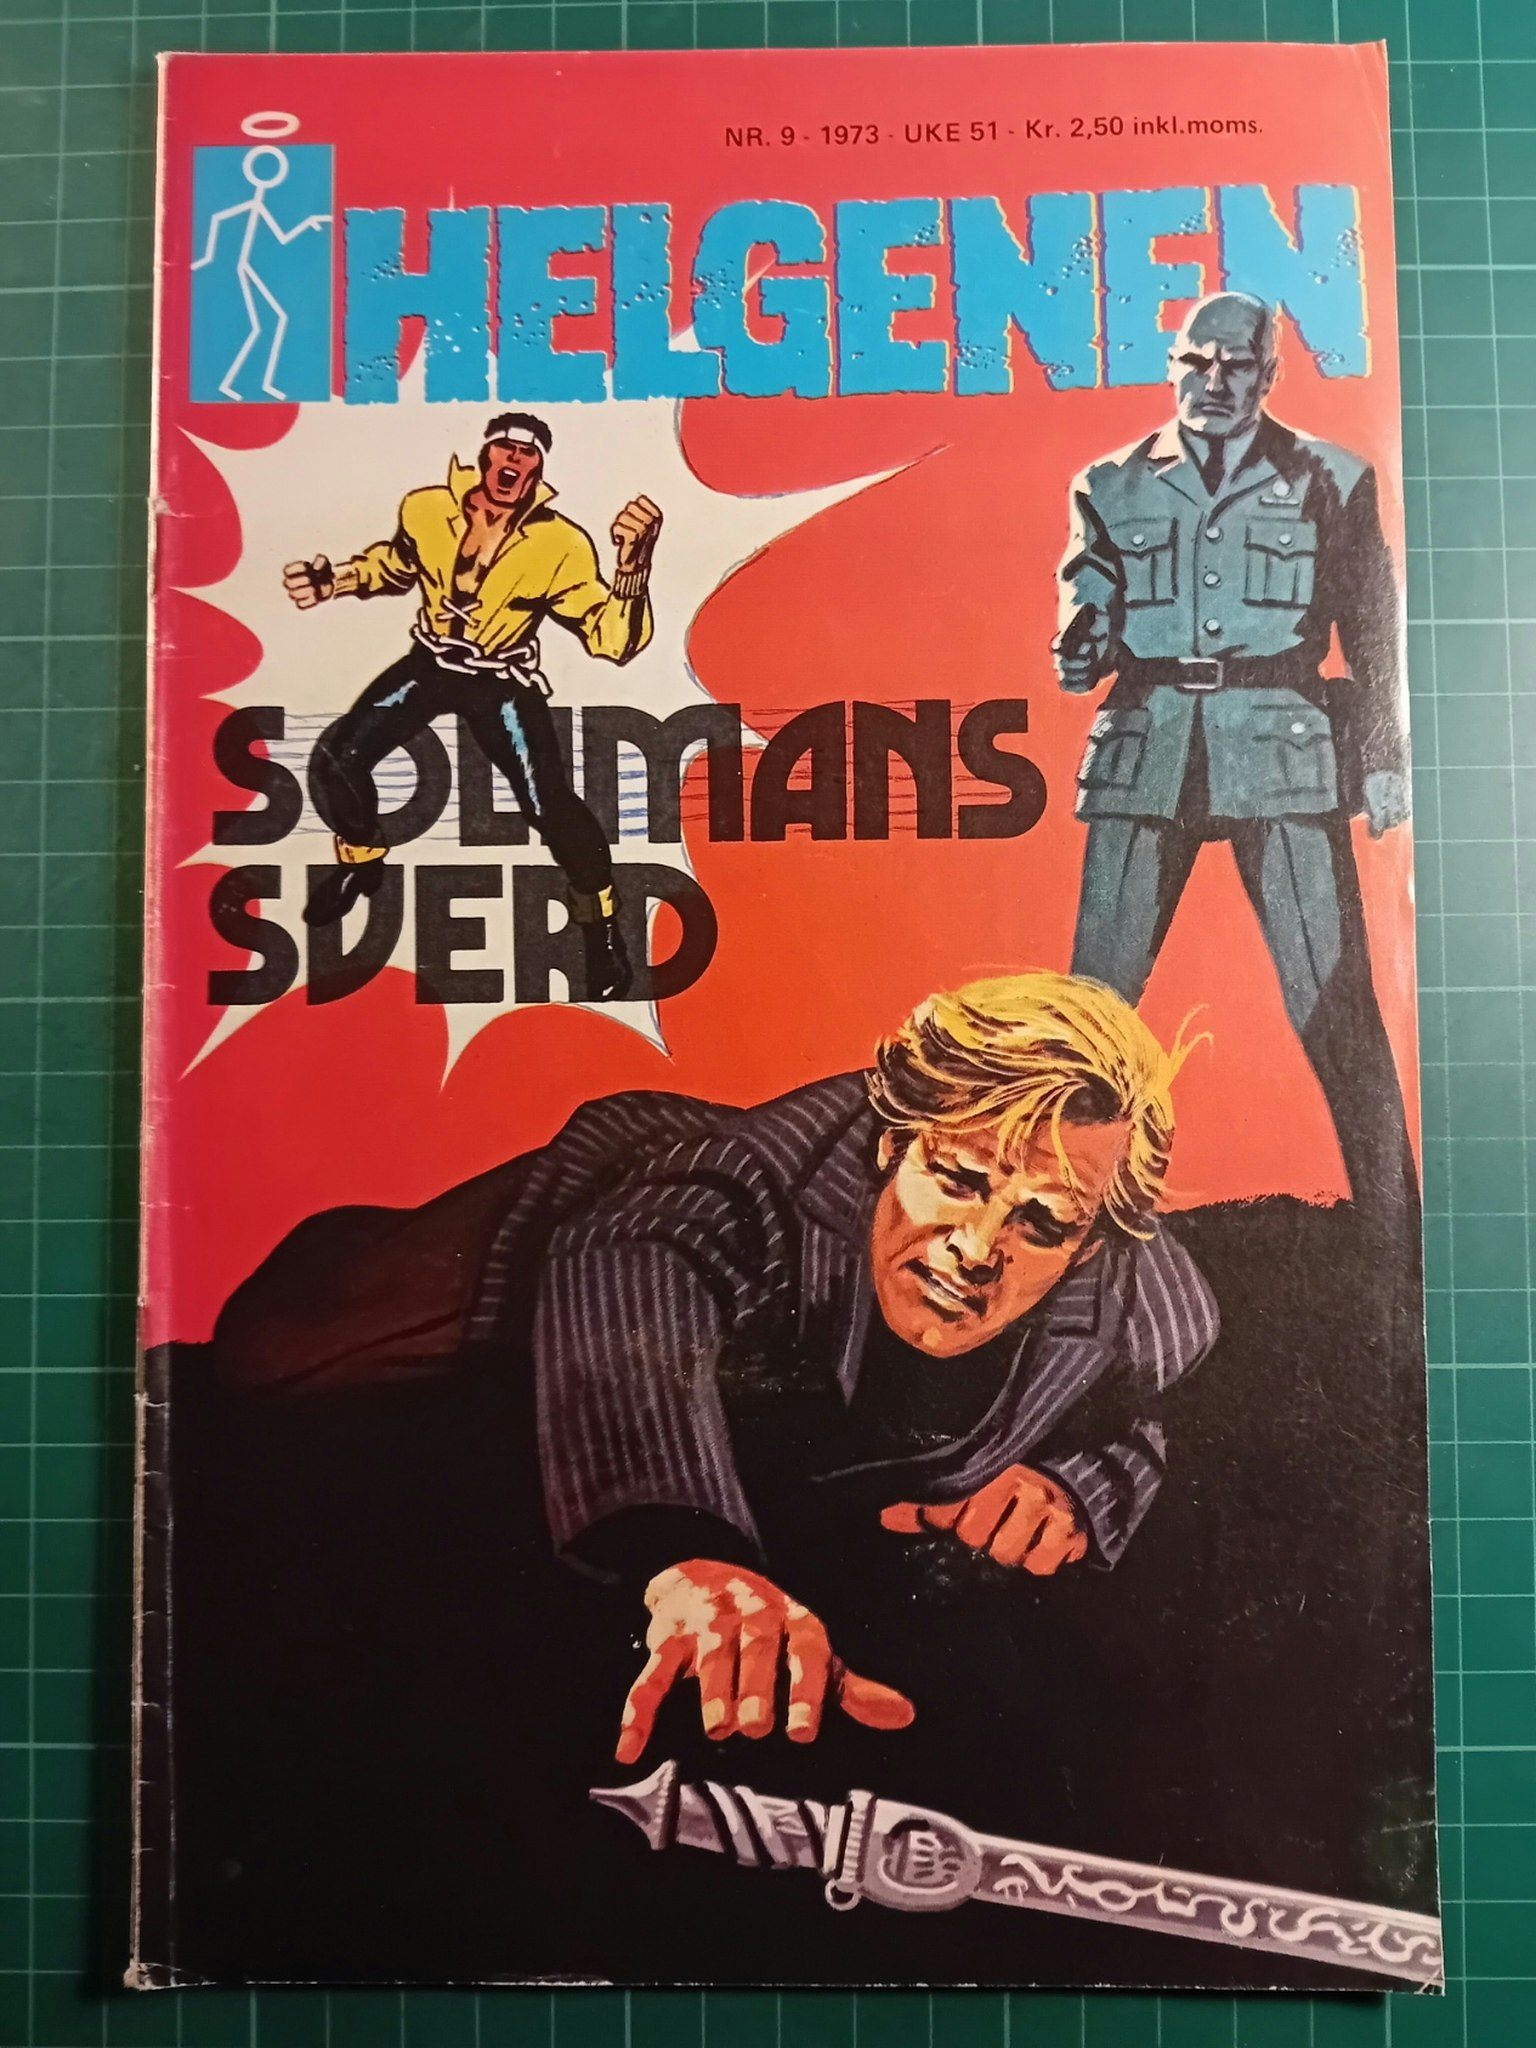 NR. 9 - 1973 - UKE 51 - Kr. 2,50 inkl.moms.
HELGENEN
SOLIMANS
SVERD